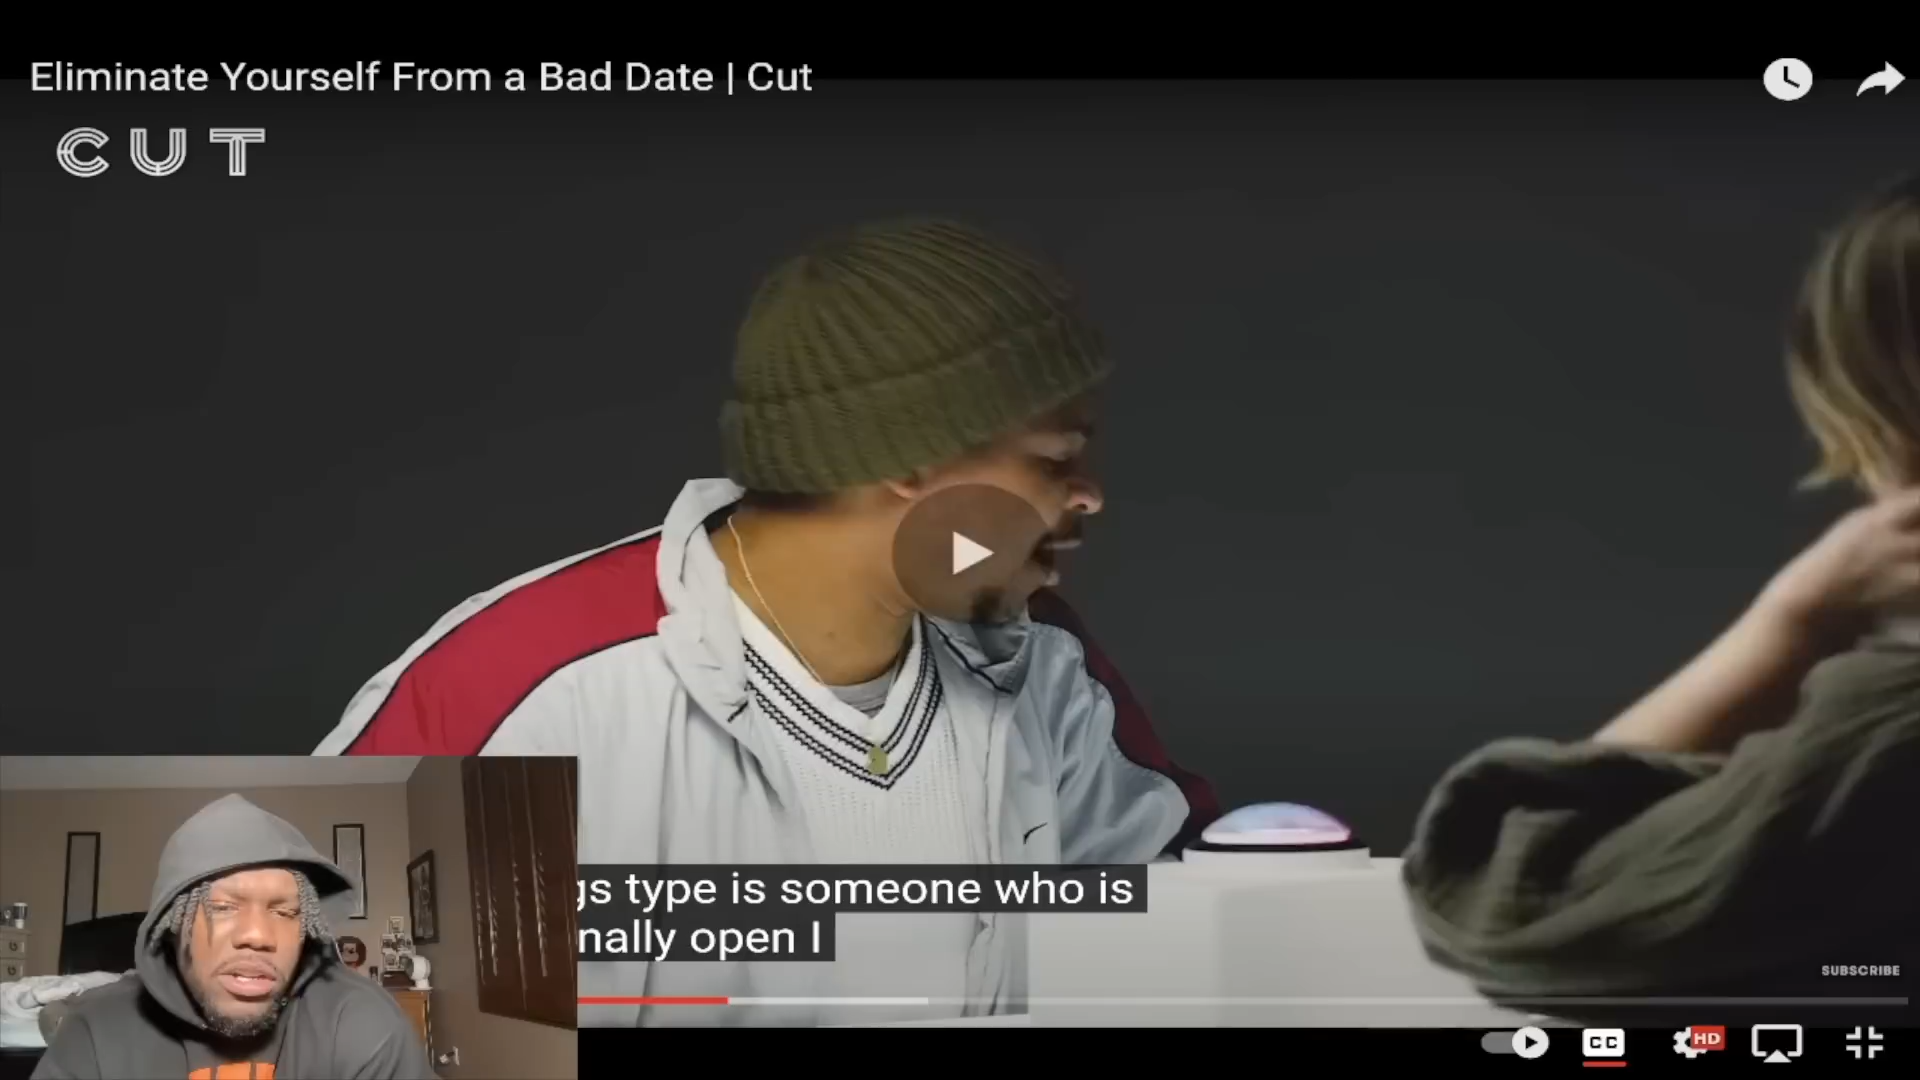 Eliminate Yourself From a Bad Date | Cut
CUT
gs type is someone who is
nally open I
SUBSCRIBE
CC
HD